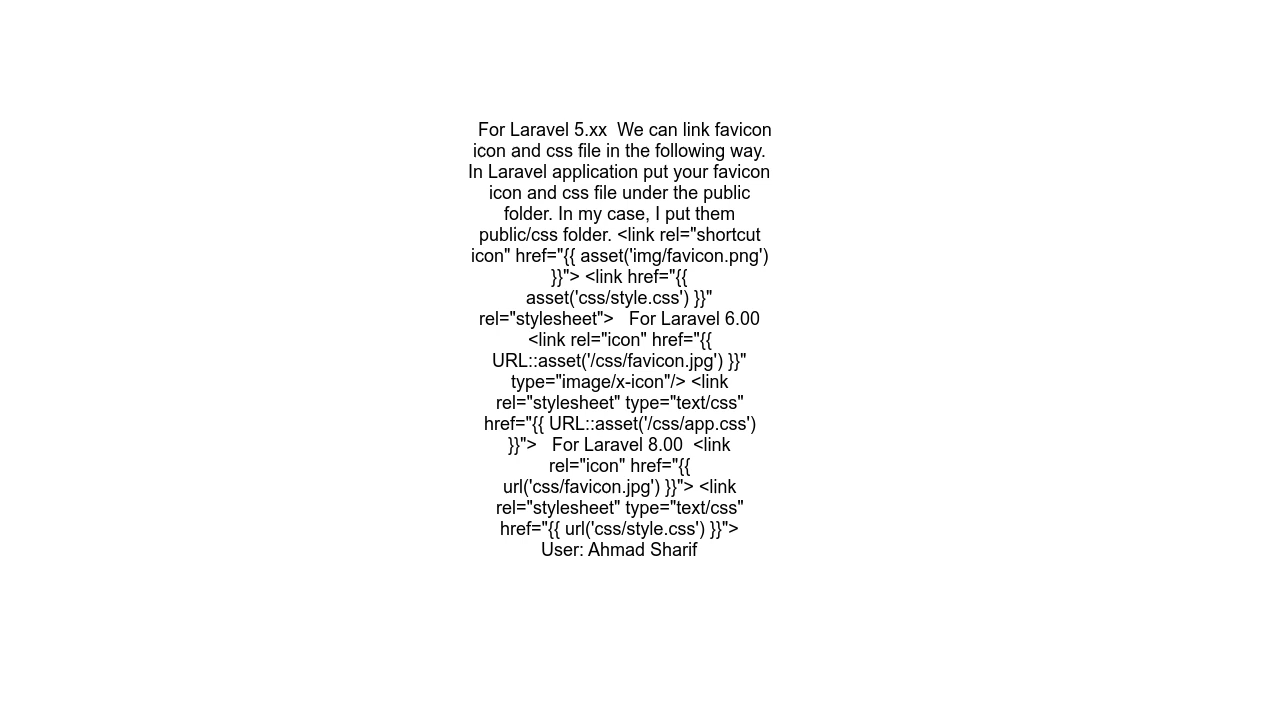 For Laravel 5.xx  We can link favicon
icon and css file in the following way.
In Laravel application put your favicon
icon and css file under the public
folder. In my case, I put them
public/css folder. <link rel="shortcut
icon" href="{{ asset('img/favicon.png')
}}"> <link href="{{
asset('css/style.css') }}"
rel="stylesheet">   For Laravel 6.00
<link rel="icon" href="{{
URL::asset('/css/favicon.jpg') }}"
type="image/x-icon"/> <link
rel="stylesheet" type="text/css"
href="{{ URL::asset('/css/app.css')
}}">   For Laravel 8.00  <link
rel="icon" href="{{
url('css/favicon.jpg') }}"> <link
rel="stylesheet" type="text/css"
href="{{ url('css/style.css') }}">
User: Ahmad Sharif